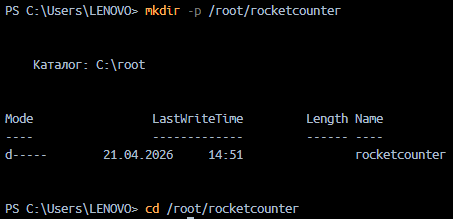 PS C:\Users\LENOVO> mkdir -p /root/rocketcounter
Каталог: C:\root
Mode LastWriteTime Length Name
---- ------------- ------ ----
d----- 21.04.2026 14:51 rocketcounter
PS C:\Users\LENOVO> cd /root/rocketcounter